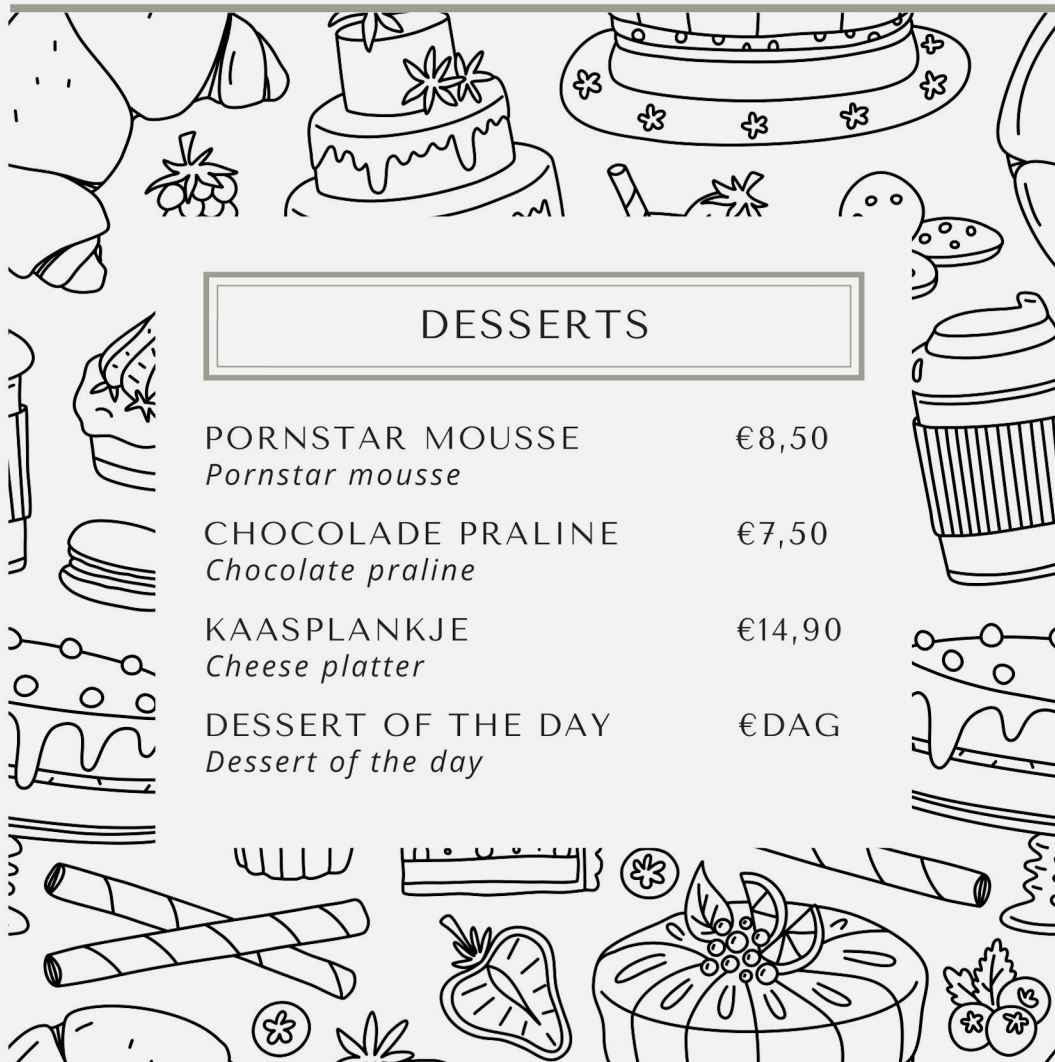 DESSERTS
PORNSTAR MOUSSE €8,50
Pornstar mousse
CHOCOLADE PRALINE €7,50
Chocolate praline
KAASPLANKJE €14,90
Cheese platter
DESSERT OF THE DAY €DAG
Dessert of the day